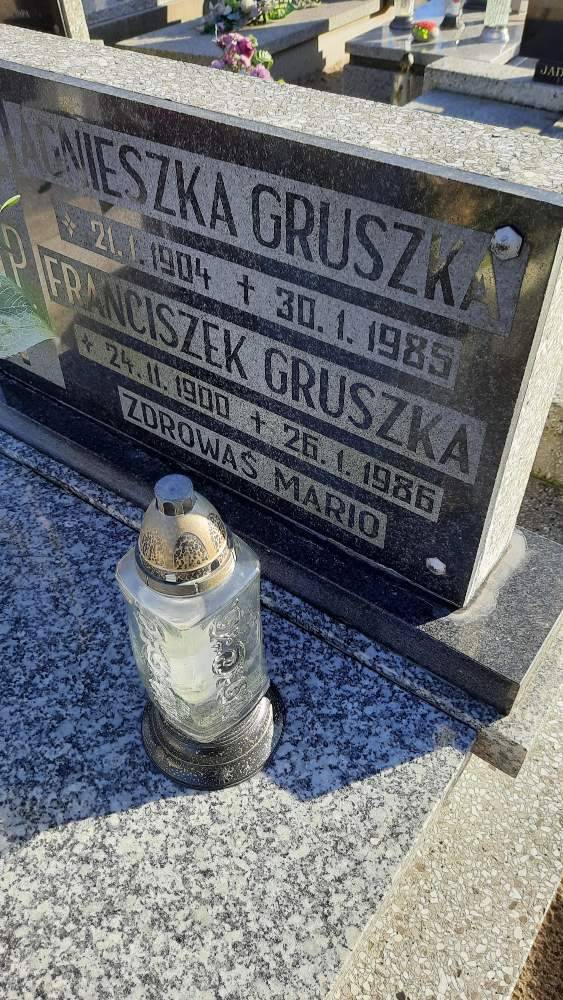 AGNIESZKA GRUSZKA
21.1.1904 † 30.1.1985
FRANCISZEK GRUSZKA
24.11.1900 † 26.1.1986
ZDROWAŚ MARIO
P